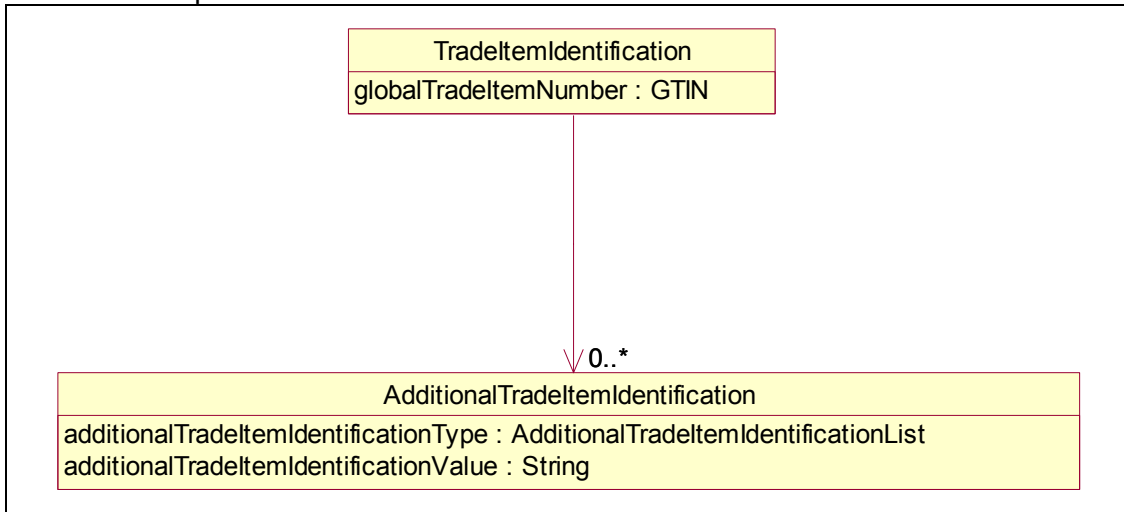 TradeItemIdentification
globalTradeItemNumber : GTIN
0..*
AdditionalTradeItemIdentification
additionalTradeItemIdentificationType : AdditionalTradeItemIdentificationList
additionalTradeItemIdentificationValue : String